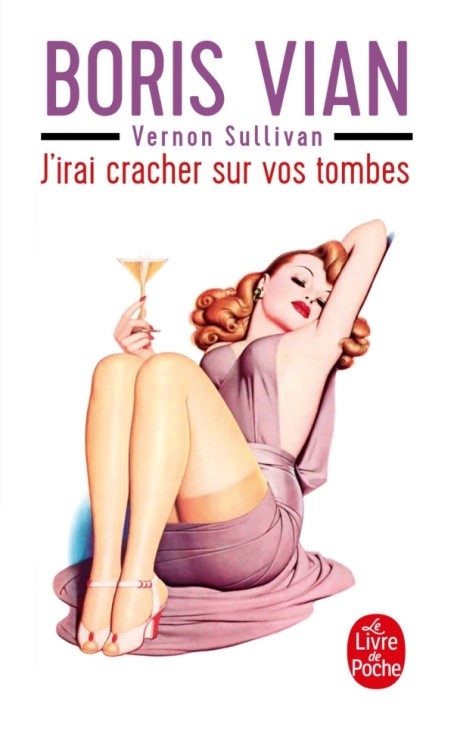 BORIS VIAN
Vernon Sullivan
J'irai cracher sur vos tombes
Le
Livre
de
Poche